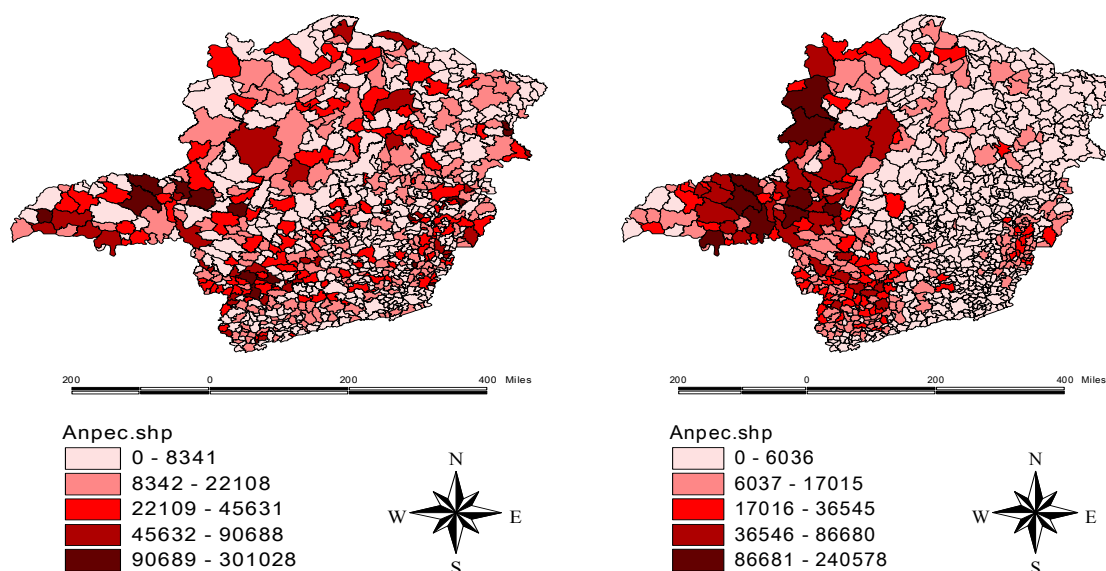 200 0 200 400 Miles
Anpec.shp
0 - 8341
8342 - 22108
22109 - 45631
45632 - 90688
90689 - 301028
N
W E
S
200 0 200 400 Miles
Anpec.shp
0 - 6036
6037 - 17015
17016 - 36545
36546 - 86680
86681 - 240578
N
W E
S